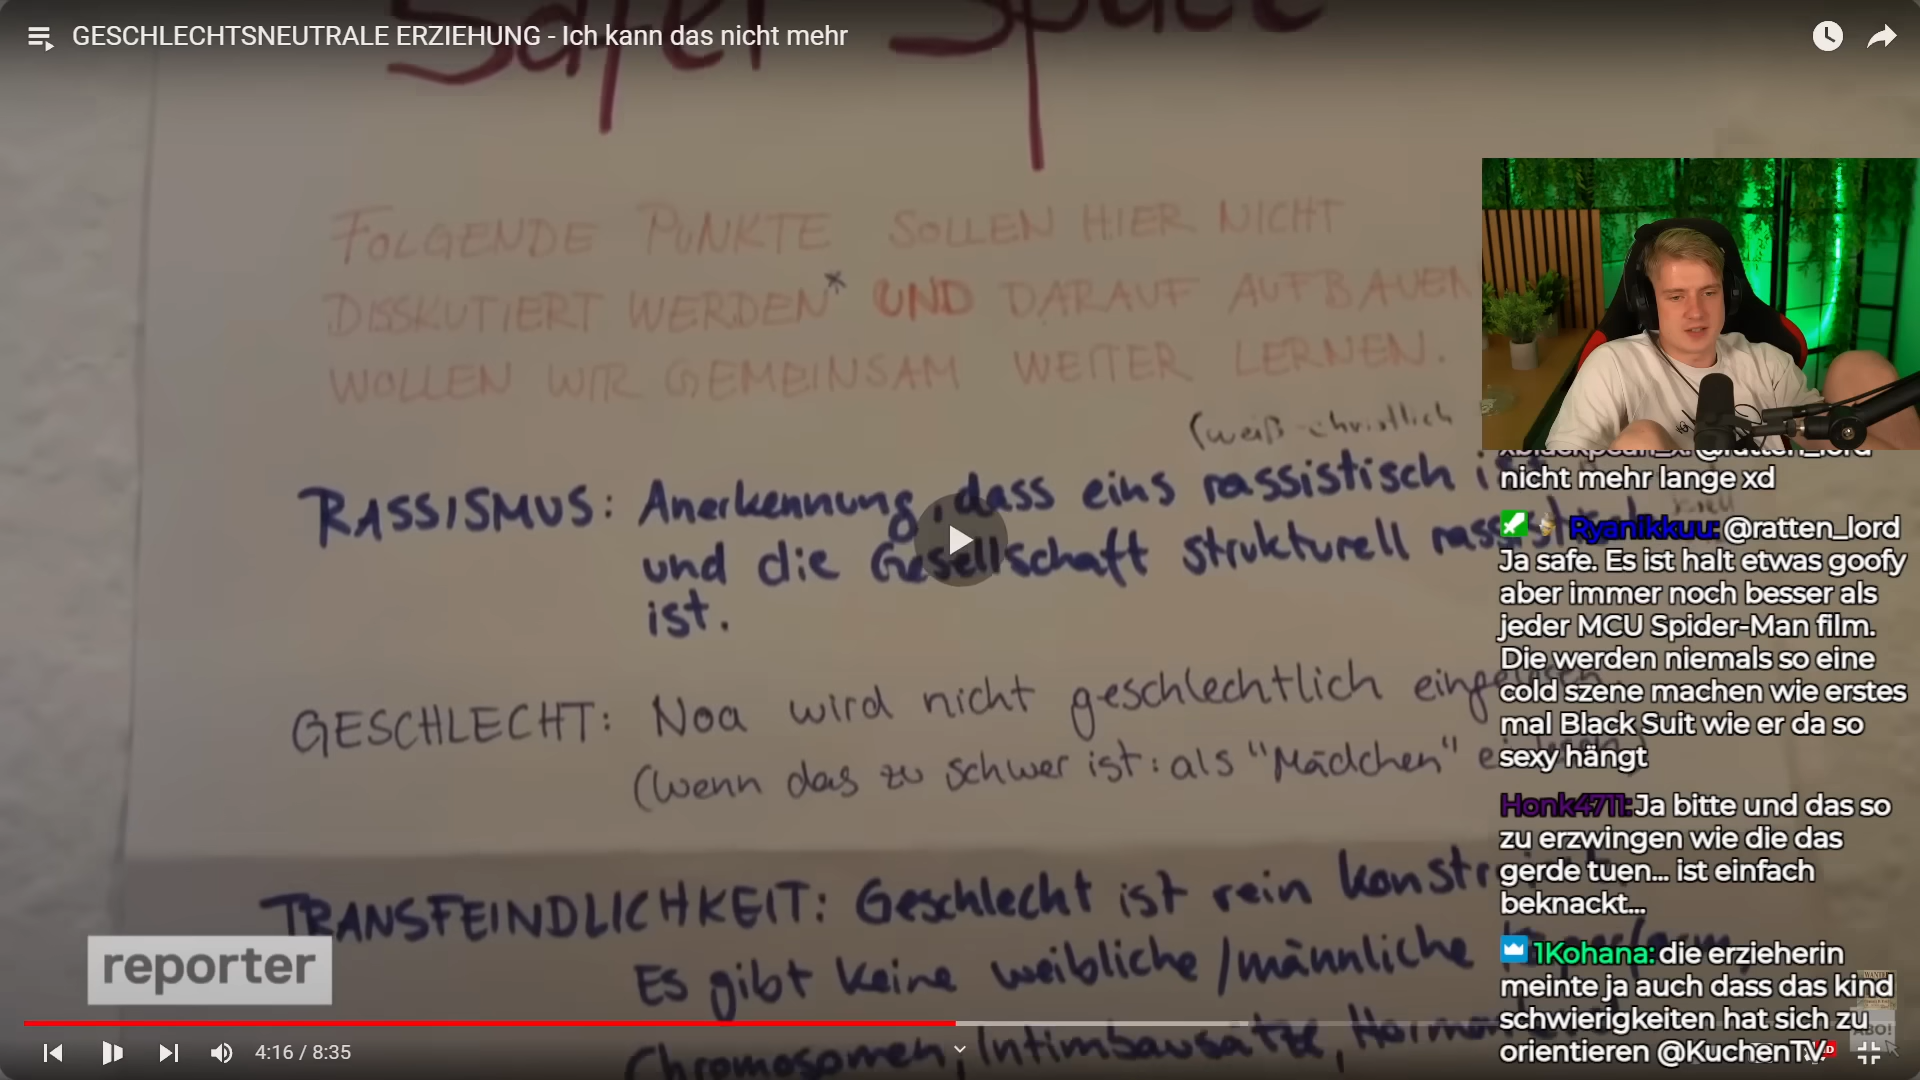 GESCHLECHTSNEUTRALE ERZIEHUNG - Ich kann das nicht mehr
Safer Space
FOLGENDE PUNKTE SOLLEN HIER NICHT
DISSKUTIERT WERDEN* UND DARAUF AUFBAUEN
WOLLEN WIR GEMEINSAM WEITER LERNEN.
(weiß-christlich
RASSISMUS: Anerkennung, dass eins rassistisch
und die Gesellschaft strukturell
ist.
GESCHLECHT: Noa wird nicht geschlechtlich
(wenn das zu schwer ist: als "Mädchen"
TRANSFEINDLICHKEIT: Geschlecht ist rein
Es gibt keine weibliche/männliche
Chromosomen, Intimbausätze,
reporter
4:16 / 8:35
@ratten_lord
nicht mehr lange xd
Ryanikkuu: @ratten_lord
Ja safe. Es ist halt etwas goofy
aber immer noch besser als
jeder MCU Spider-Man film.
Die werden niemals so eine
cold szene machen wie erstes
mal Black Suit wie er da so
sexy hängt
Honk4711: Ja bitte und das so
zu erzwingen wie die das
gerde tuen... ist einfach
beknackt...
1Kohana: die erzieherin
meinte ja auch dass das kind
schwierigkeiten hat sich zu
orientieren @KuchenTV
ABO!